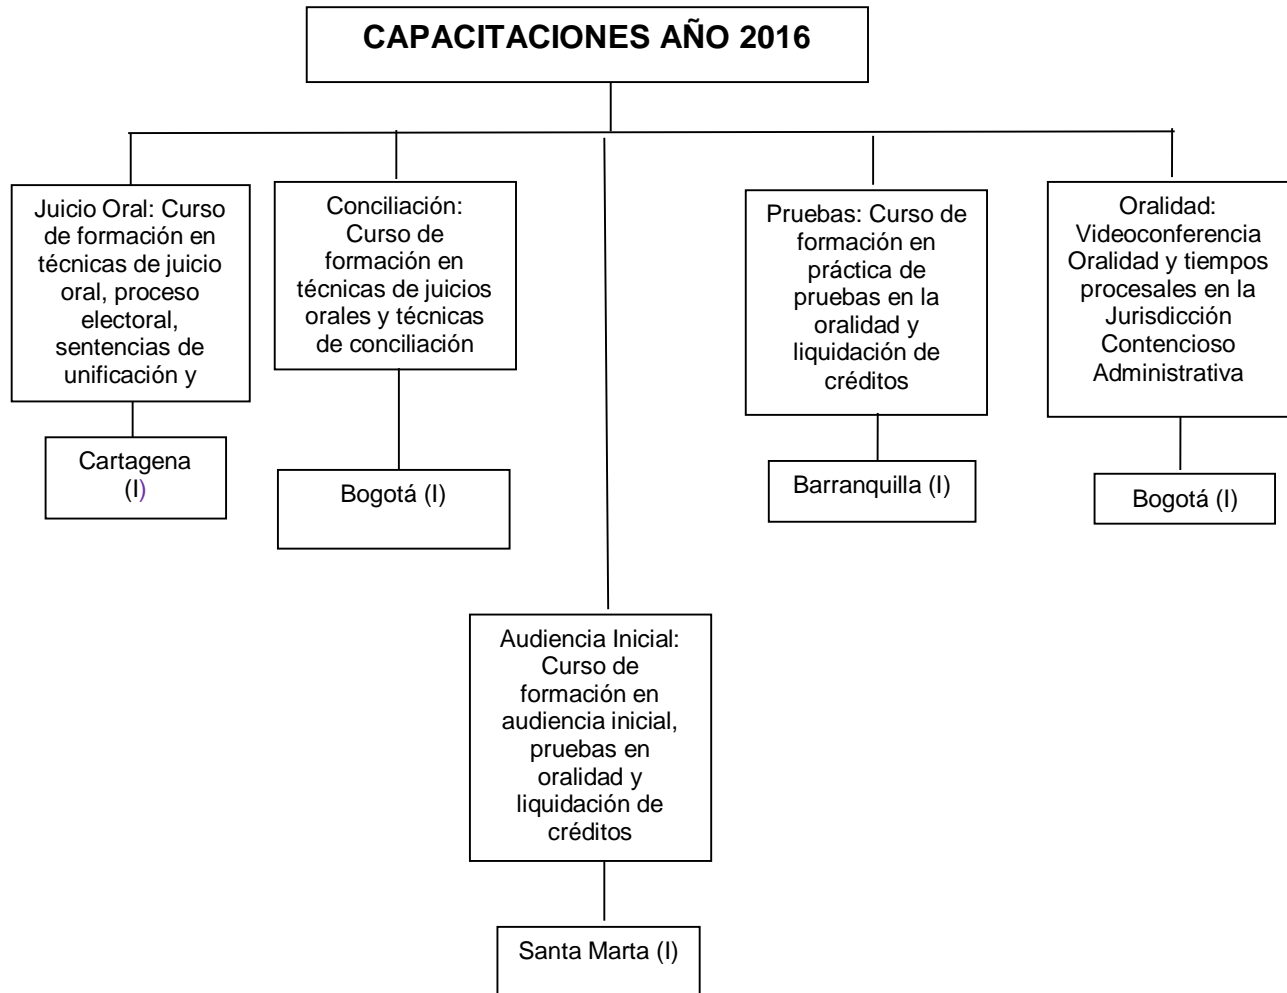 CAPACITACIONES AÑO 2016
Juicio Oral: Curso
de formación en
técnicas de juicio
oral, proceso
electoral,
sentencias de
unificación y
Cartagena
(I)
Conciliación:
Curso de
formación en
técnicas de juicios
orales y técnicas
de conciliación
Bogotá (I)
Audiencia Inicial:
Curso de
formación en
audiencia inicial,
pruebas en
oralidad y
liquidación de
créditos
Santa Marta (I)
Pruebas: Curso de
formación en
práctica de
pruebas en la
oralidad y
liquidación de
créditos
Barranquilla (I)
Oralidad:
Videoconferencia
Oralidad y tiempos
procesales en la
Jurisdicción
Contencioso
Administrativa
Bogotá (I)